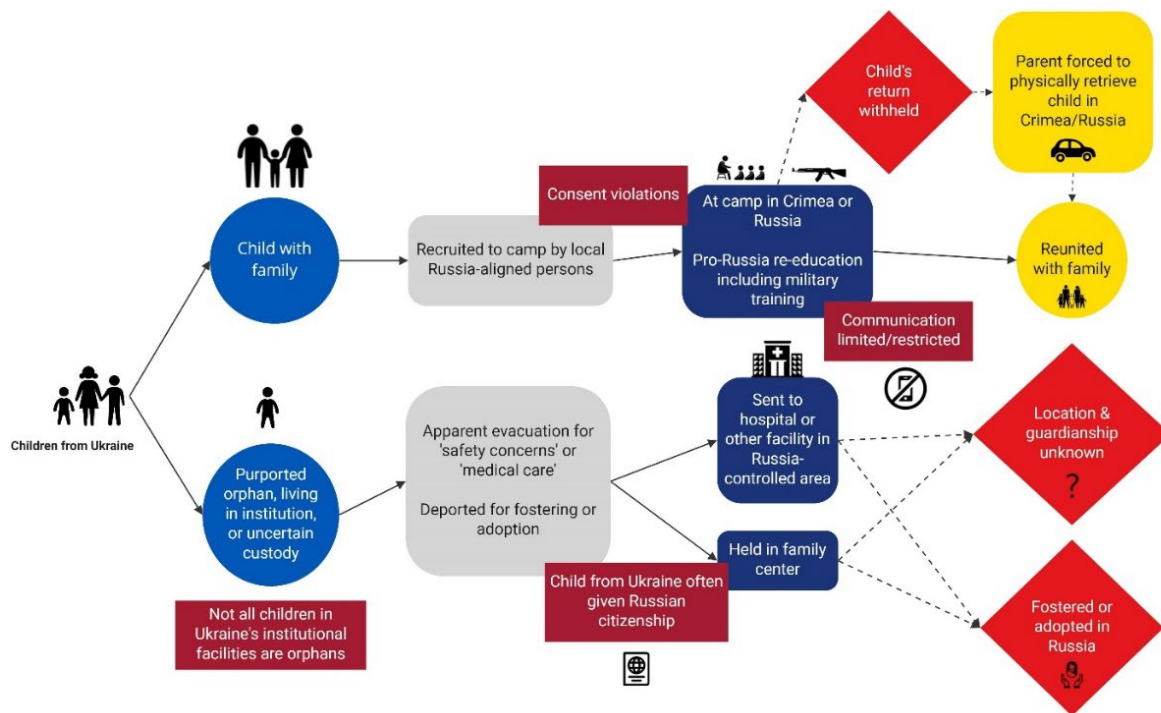 Child's
return
withheld
Parent forced to
physically retrieve
child in
Crimea/Russia
Consent violations
At camp in Crimea or
Russia
Pro-Russia re-education
including military
training
Child with
family
Recruited to camp by local
Russia-aligned persons
Reunited
with family
Communication
limited/restricted
Children from Ukraine
Purported
orphan, living
in institution,
or uncertain
custody
Apparent evacuation for
'safety concerns' or
'medical care'
Deported for fostering or
adoption
Sent to
hospital or
other facility in
Russia-
controlled area
Location &
guardianship
unknown
?
Held in family
center
Not all children in
Ukraine's institutional
facilities are orphans
Child from Ukraine often
given Russian
citizenship
Fostered or
adopted in
Russia